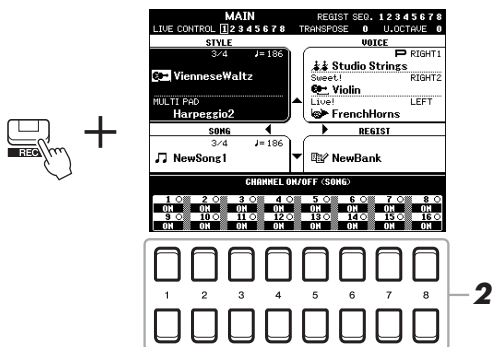 MAIN
REGIST SEQ. 1 2 3 4 5 6 7 8
LIVE CONTROL 1 2 3 4 5 6 7 8 TRANSPOSE 0 U.OCTAVE 0
STYLE
3/4 ♩=186
VienneseWaltz
MULTI PAD
Harpeggio2
VOICE
RIGHT1
Studio Strings
Sweet! RIGHT2
Violin
Live! LEFT
FrenchHorns
SONG
3/4 ♩=186
NewSong1
REGIST
NewBank
CHANNEL ON/OFF (SONG)
1 2 3 4 5 6 7 8
ON ON ON ON ON ON ON ON
9 10 11 12 13 14 15 16
ON ON ON ON ON ON ON ON
REC
+
1 2 3 4 5 6 7 8
2